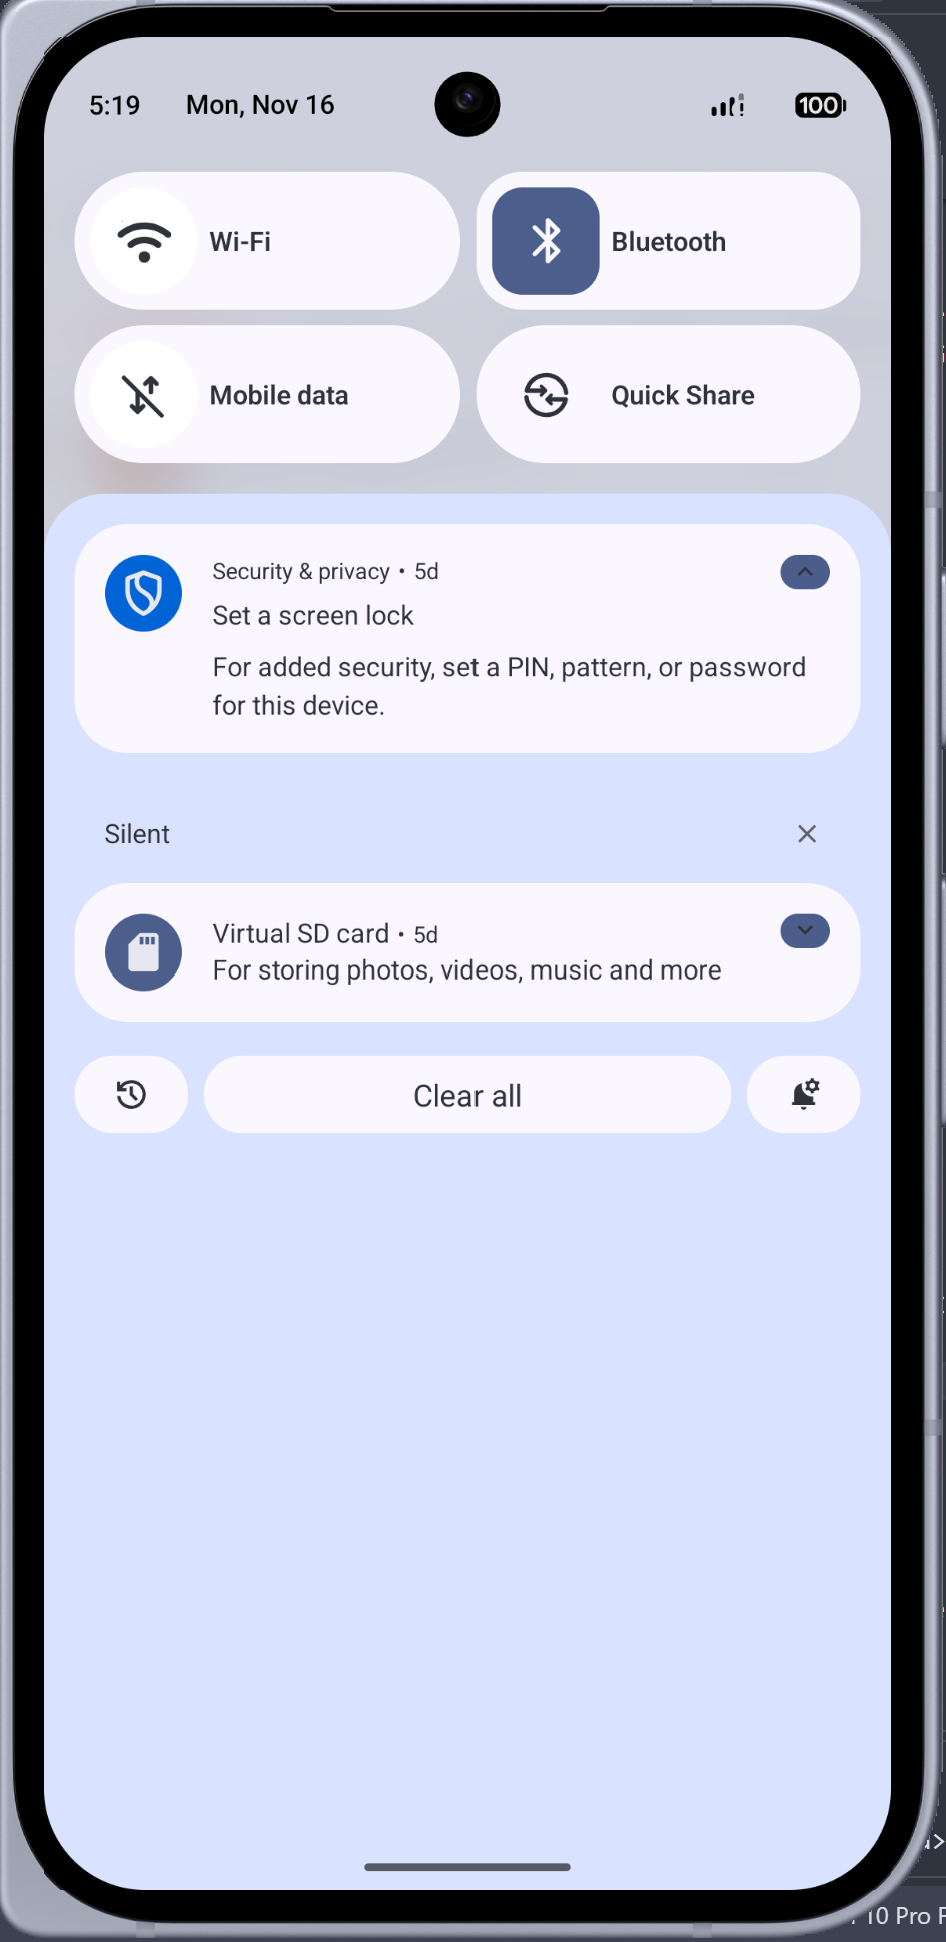 5:19 Mon, Nov 16 100
Wi-Fi
Bluetooth
Mobile data
Quick Share
Security & privacy • 5d
Set a screen lock
For added security, set a PIN, pattern, or password
for this device.
Silent
Virtual SD card • 5d
For storing photos, videos, music and more
Clear all
10 Pro